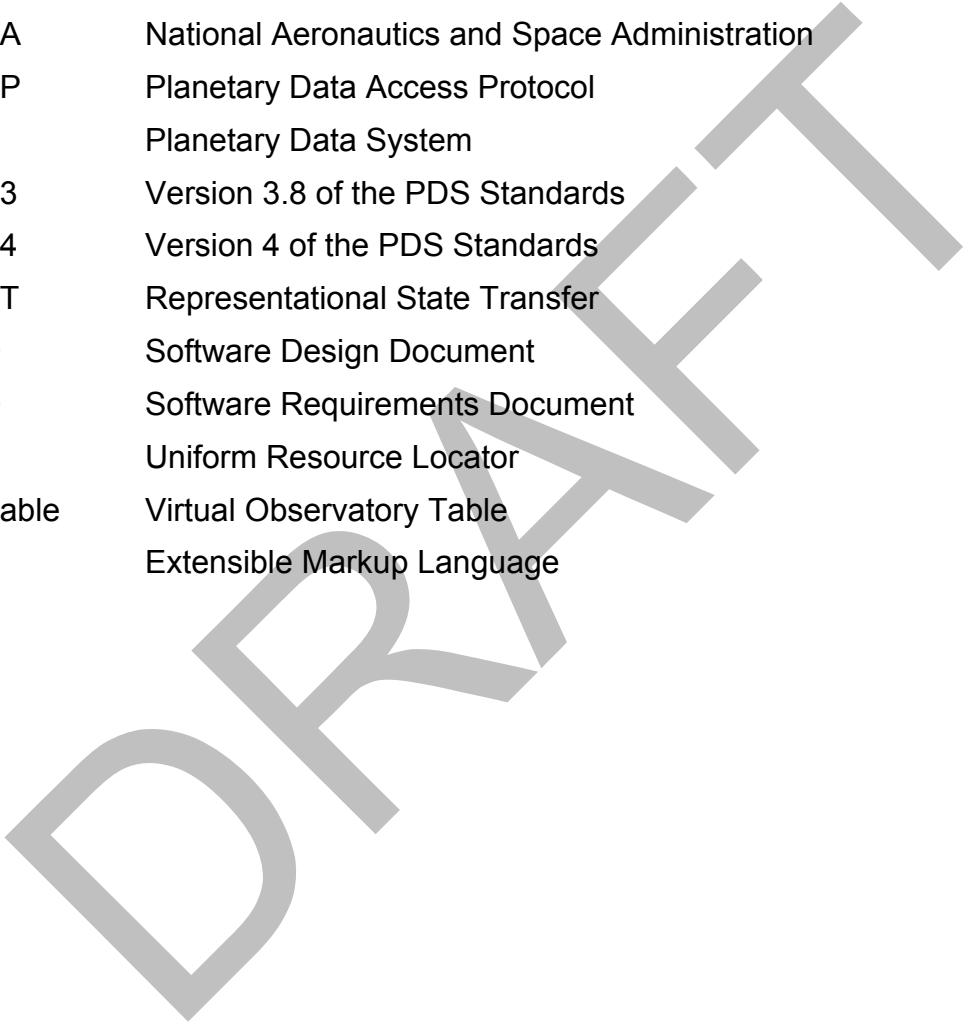 A National Aeronautics and Space Administration
P Planetary Data Access Protocol
Planetary Data System
3 Version 3.8 of the PDS Standards
4 Version 4 of the PDS Standards
T Representational State Transfer
Software Design Document
Software Requirements Document
Uniform Resource Locator
able Virtual Observatory Table
Extensible Markup Language
DRAFT